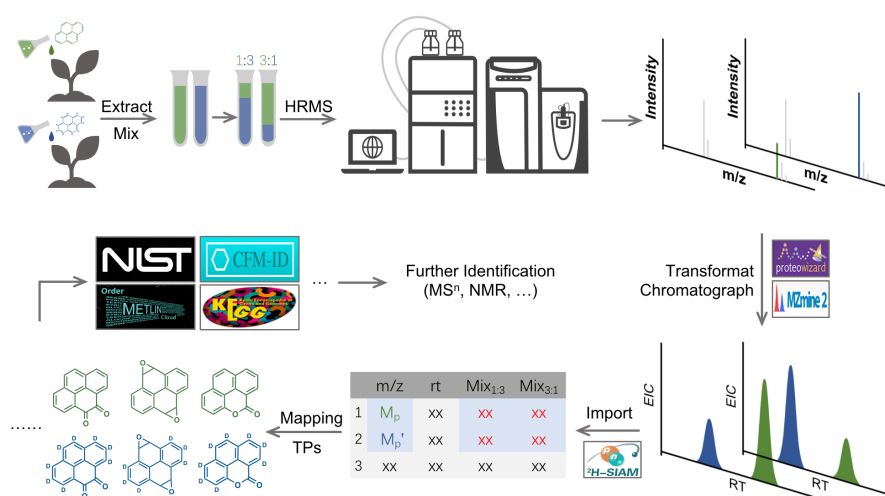 1:3 3:1
Extract
Mix
HRMS
Intensity
m/z
Intensity
m/z
NIST
CFM-ID
Order
METLIN
Cloud
KEGG
...
Further Identification
(MSⁿ, NMR, ...)
Transformat
Chromatograph
proteowizard
MZmine 2
......
D D D D D D D D
O O
O O
O O
Mapping
TPs
m/z rt Mix1:3 Mix3:1
1 Mp xx xx xx
2 Mp' xx xx xx
3 xx xx xx xx
Import
²H-SIAM
EIC
RT
EIC
RT